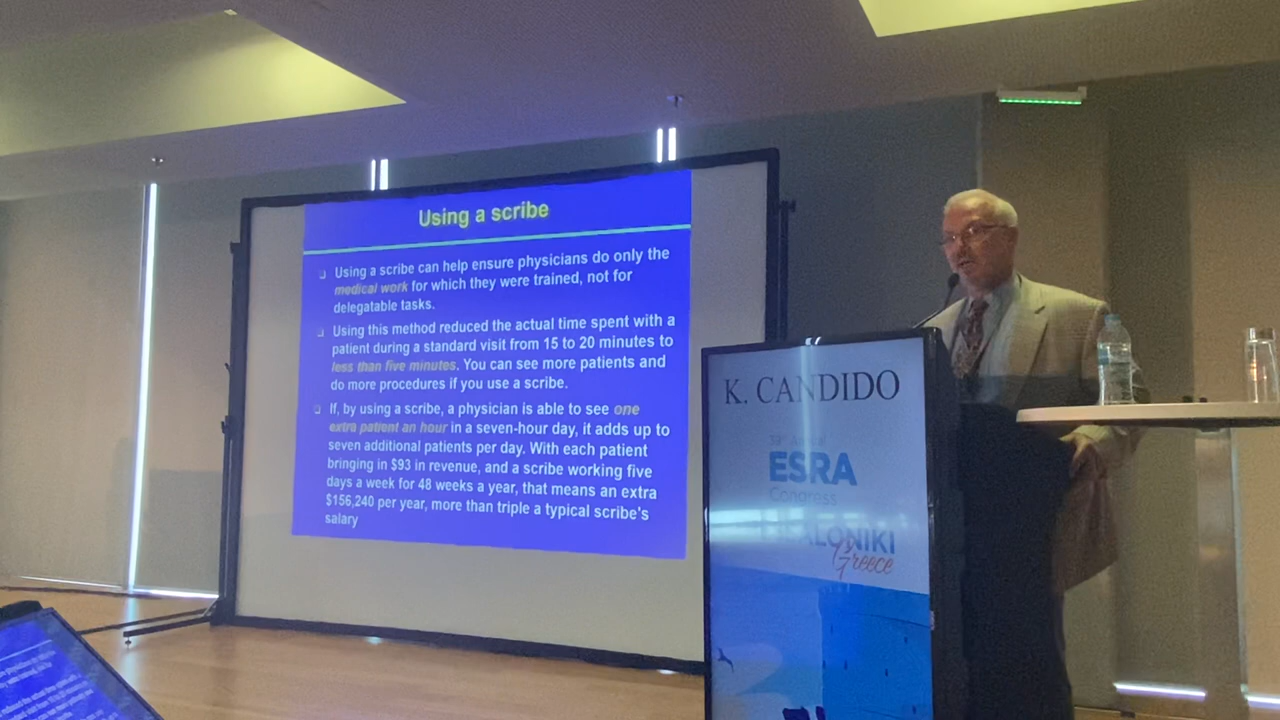 Using a scribe
Using a scribe can help ensure physicians do only the
medical work for which they were trained, not for
delegatable tasks.
Using this method reduced the actual time spent with a
patient during a standard visit from 15 to 20 minutes to
less than five minutes. You can see more patients and
do more procedures if you use a scribe.
If, by using a scribe, a physician is able to see one
extra patient an hour in a seven-hour day, it adds up to
seven additional patients per day. With each patient
bringing in $93 in revenue, and a scribe working five
days a week for 48 weeks a year, that means an extra
$156,240 per year, more than triple a typical scribe's
salary
K. CANDIDO
Annual
ESRA
Congress
SALONIKI
Greece